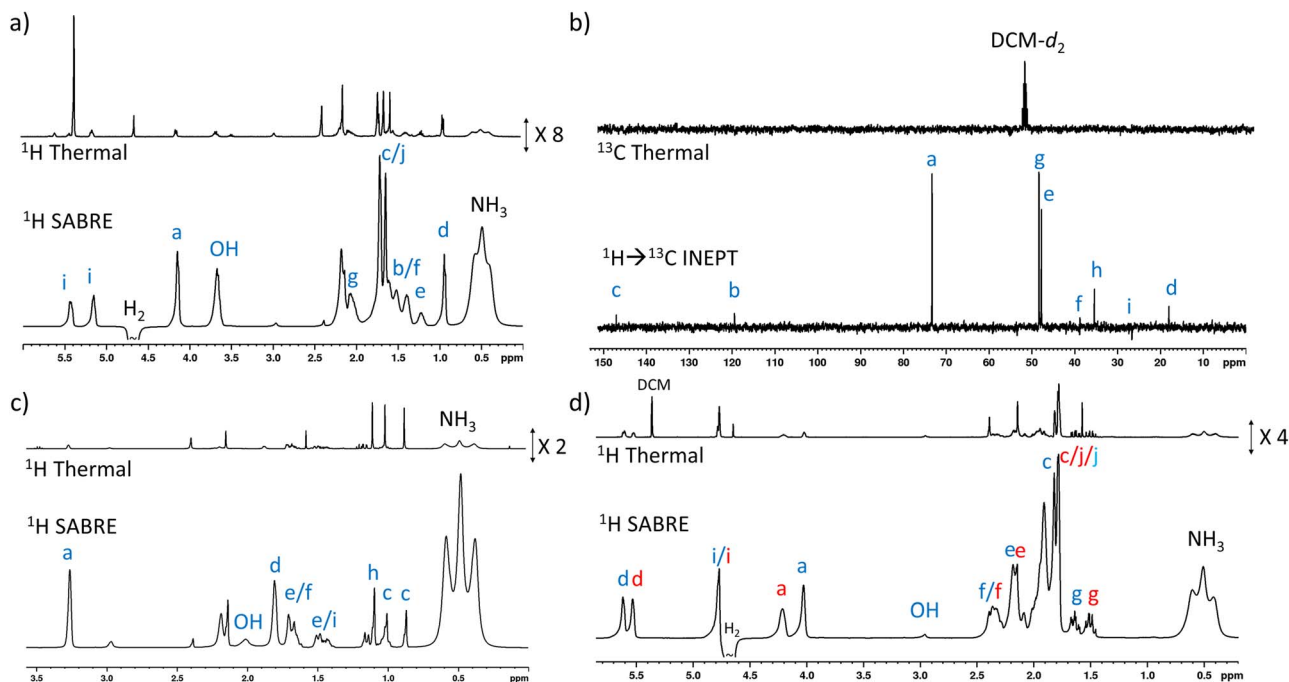 a)
X 8
¹H Thermal
c/j
¹H SABRE
NH₃
a
d
OH
i
i
g
b/f
e
H₂
5.5 5.0 4.5 4.0 3.5 3.0 2.5 2.0 1.5 1.0 0.5 ppm
b)
DCM-d₂
¹³C Thermal
a
g
e
¹H→¹³C INEPT
c
b
f
h
i
d
150 140 130 120 110 100 90 80 70 60 50 40 30 20 ppm
c)
NH₃
X 2
¹H Thermal
¹H SABRE
a
d
OH
e/f
e/i
h
c
c
3.5 3.0 2.5 2.0 1.5 1.0 0.5 ppm
d)
DCM
X 4
¹H Thermal
c
c/j/j
¹H SABRE
NH₃
d
d
i/i
a
a
OH
f/f
e
e
g
g
H₂
5.5 5.0 4.5 4.0 3.5 3.0 2.5 2.0 1.5 1.0 0.5 ppm